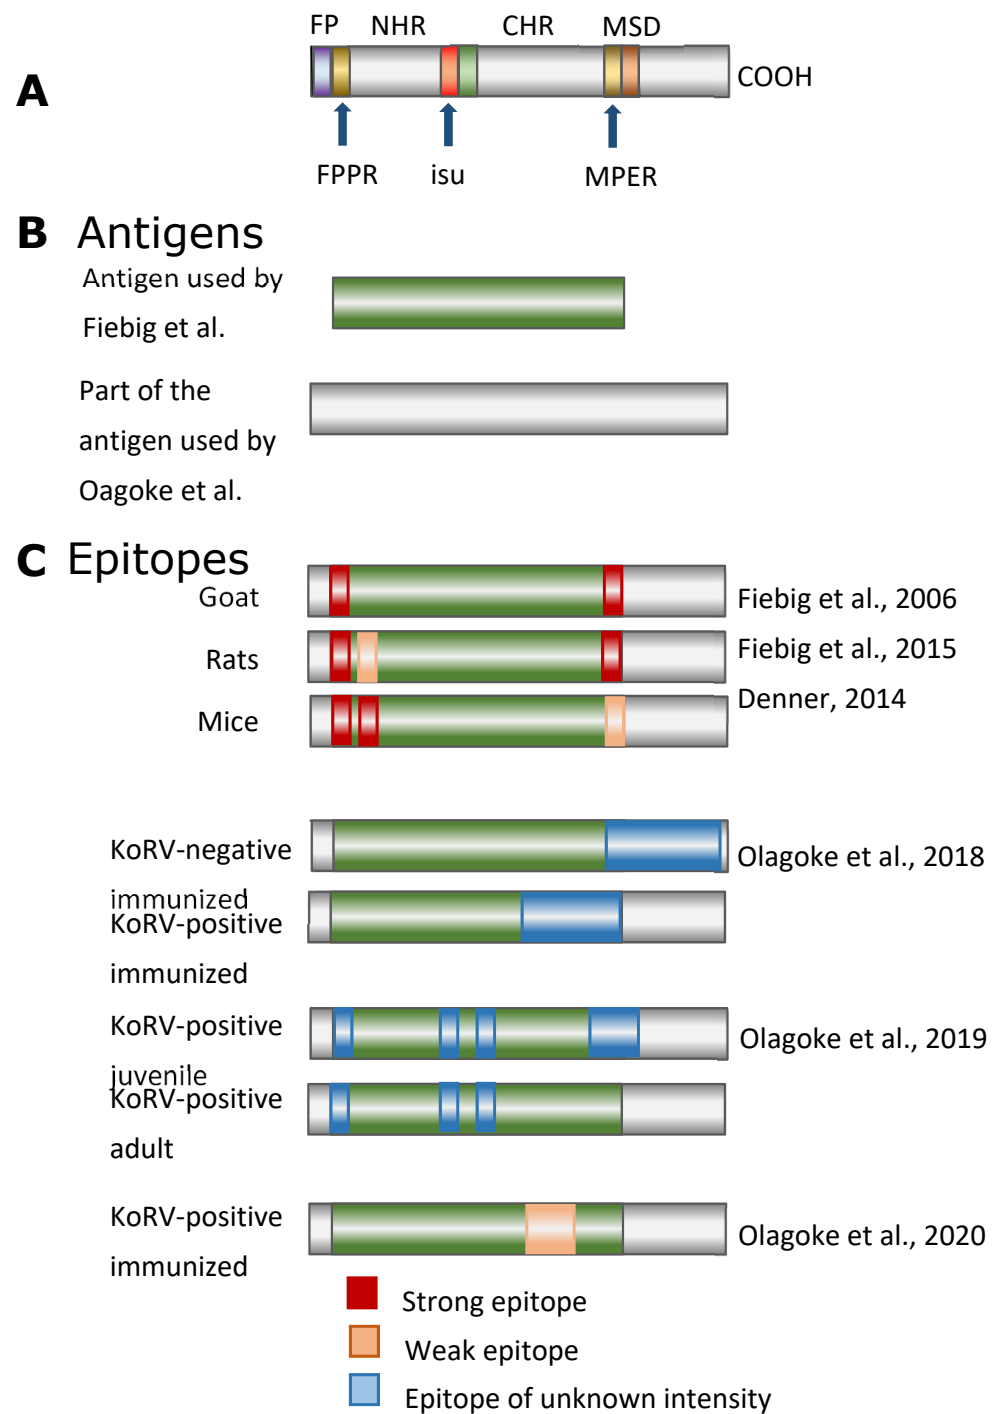 FP NHR CHR MSD
A
COOH
FPPR isu MPER
B Antigens
Antigen used by
Fiebig et al.
Part of the
antigen used by
Oagoke et al.
C Epitopes
Goat
Fiebig et al., 2006
Rats
Fiebig et al., 2015
Mice
Denner, 2014
KoRV-negative
immunized
Olagoke et al., 2018
KoRV-positive
immunized
KoRV-positive
juvenile
Olagoke et al., 2019
KoRV-positive
adult
KoRV-positive
immunized
Olagoke et al., 2020
Strong epitope
Weak epitope
Epitope of unknown intensity